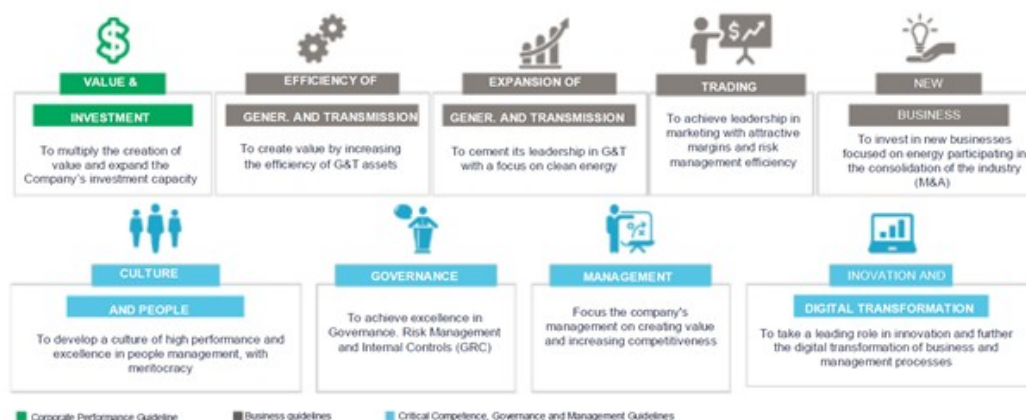 VALUE &
INVESTMENT
To multiply the creation of
value and expand the
Company's investment capacity
EFFICIENCY OF
GENER. AND TRANSMISSION
To create value by increasing
the efficiency of G&T assets
EXPANSION OF
GENER. AND TRANSMISSION
To cement its leadership in G&T
with a focus on clean energy
TRADING
To achieve leadership in
marketing with attractive
margins and risk
management efficiency
NEW
BUSINESS
To invest in new businesses
focused on energy participating in
the consolidation of the industry
(M&A)
CULTURE
AND PEOPLE
To develop a culture of high performance and
excellence in people management, with
meritocracy
GOVERNANCE
To achieve excellence in
Governance, Risk Management
and Internal Controls (GRC)
MANAGEMENT
Focus the company's
management on creating value
and increasing competitiveness
INOVATION AND
DIGITAL TRANSFORMATION
To take a leading role in innovation and further
the digital transformation of business and
management processes
Corporate Performance Guideline
Business guidelines
Critical Competence, Governance and Management Guidelines